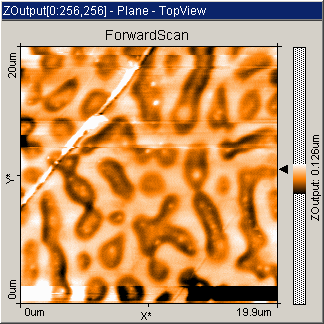 ZOutput[0:256,256] - Plane - TopView
ForwardScan
20um
Y*
0um
0um
X*
19.9um
ZOutput: 0.126um